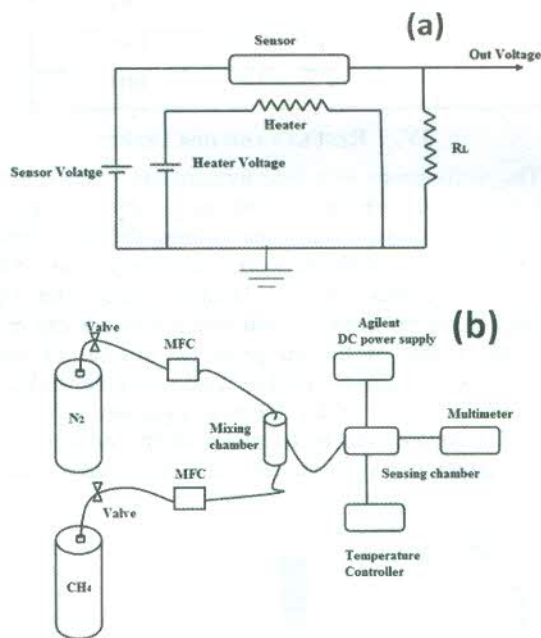 (a)
Sensor
Out Voltage
Heater
RL
Sensor Volatge
Heater Voltage
(b)
Agilent
DC power supply
Valve
MFC
N2
Mixing
chamber
Multimeter
Sensing chamber
MFC
Valve
CH4
Temperature
Controller